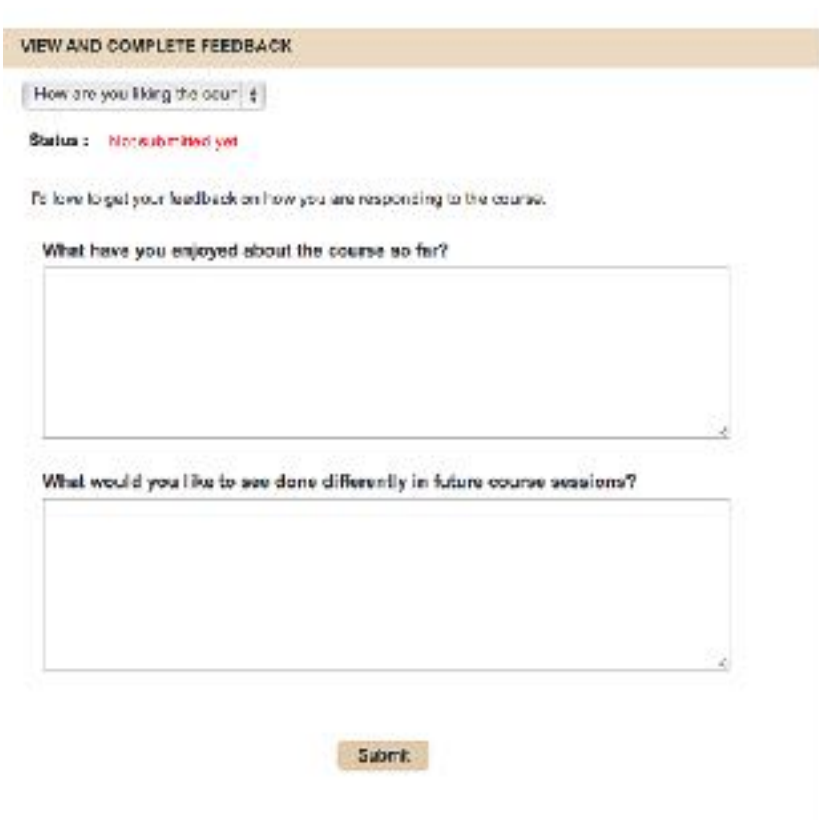 VIEW AND COMPLETE FEEDBACK
How are you liking the cour
Status : Not submitted yet
I'd love to get your feedback on how you are responding to the course.
What have you enjoyed about the course so far?
What would you like to see done differently in future course sessions?
Submit